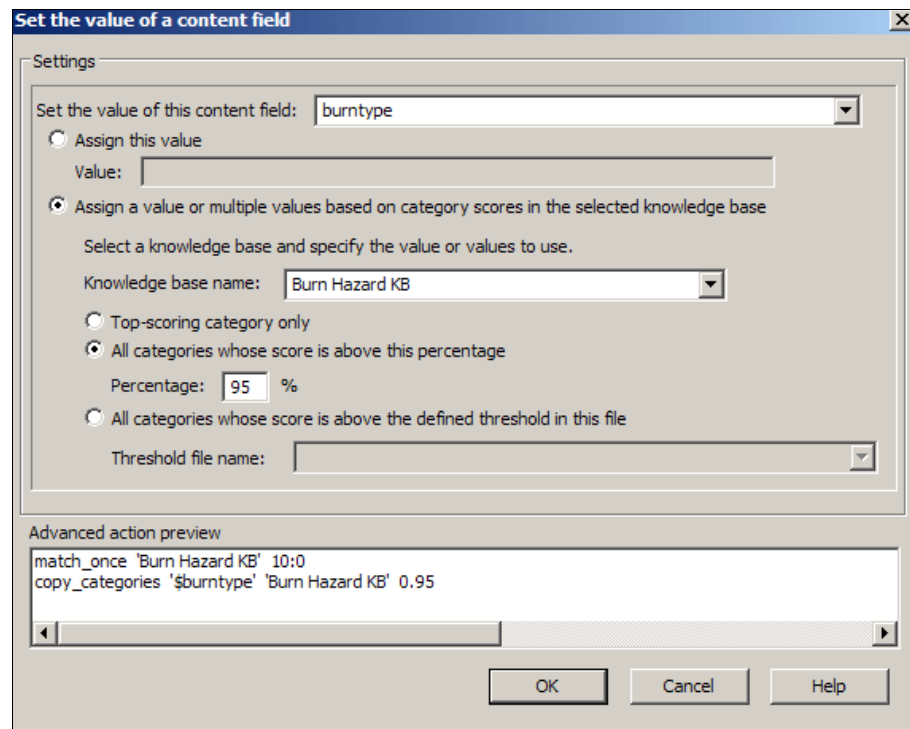 Set the value of a content field
Settings
Set the value of this content field: burntype
Assign this value
Value:
Assign a value or multiple values based on category scores in the selected knowledge base
Select a knowledge base and specify the value or values to use.
Knowledge base name: Burn Hazard KB
Top-scoring category only
All categories whose score is above this percentage
Percentage: 95 %
All categories whose score is above the defined threshold in this file
Threshold file name:
Advanced action preview
match_once 'Burn Hazard KB' 10:0
copy_categories '$burntype' 'Burn Hazard KB' 0.95
OK Cancel Help